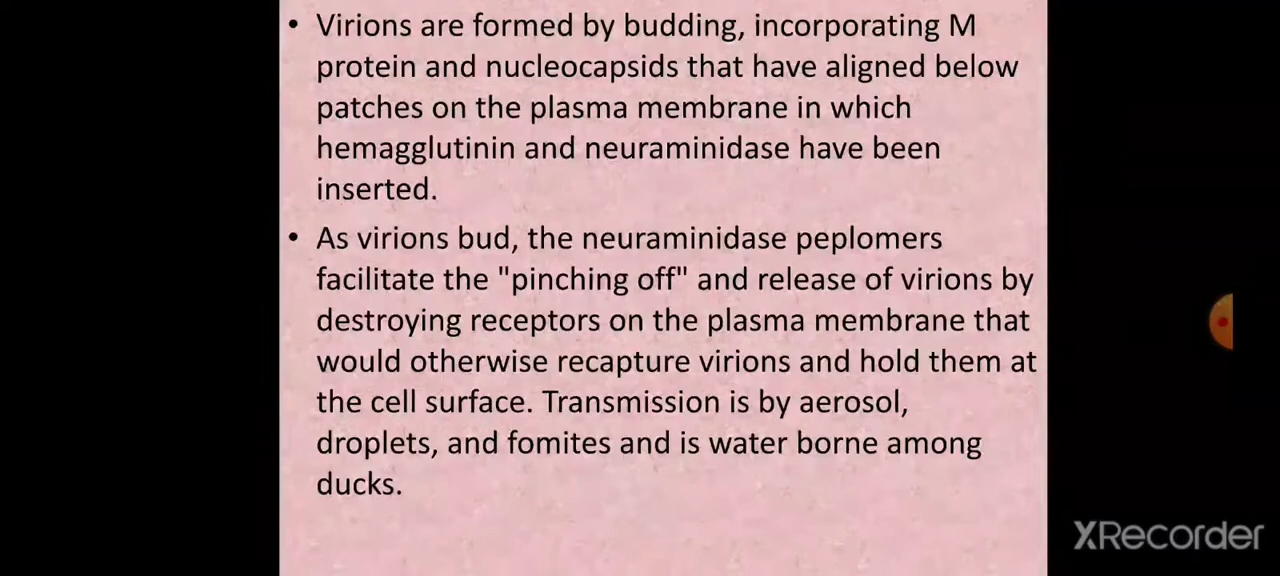 • Virions are formed by budding, incorporating M
protein and nucleocapsids that have aligned below
patches on the plasma membrane in which
hemagglutinin and neuraminidase have been
inserted.
• As virions bud, the neuraminidase peplomers
facilitate the "pinching off" and release of virions by
destroying receptors on the plasma membrane that
would otherwise recapture virions and hold them at
the cell surface. Transmission is by aerosol,
droplets, and fomites and is water borne among
ducks.
XRecorder